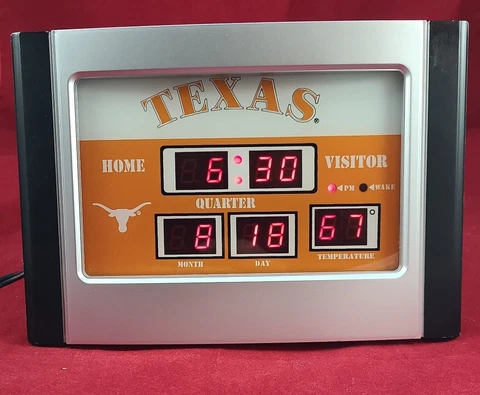 TEXAS®
HOME 6:30 VISITOR
PM WAKE
QUARTER
8 18 67°
MONTH DAY TEMPERATURE